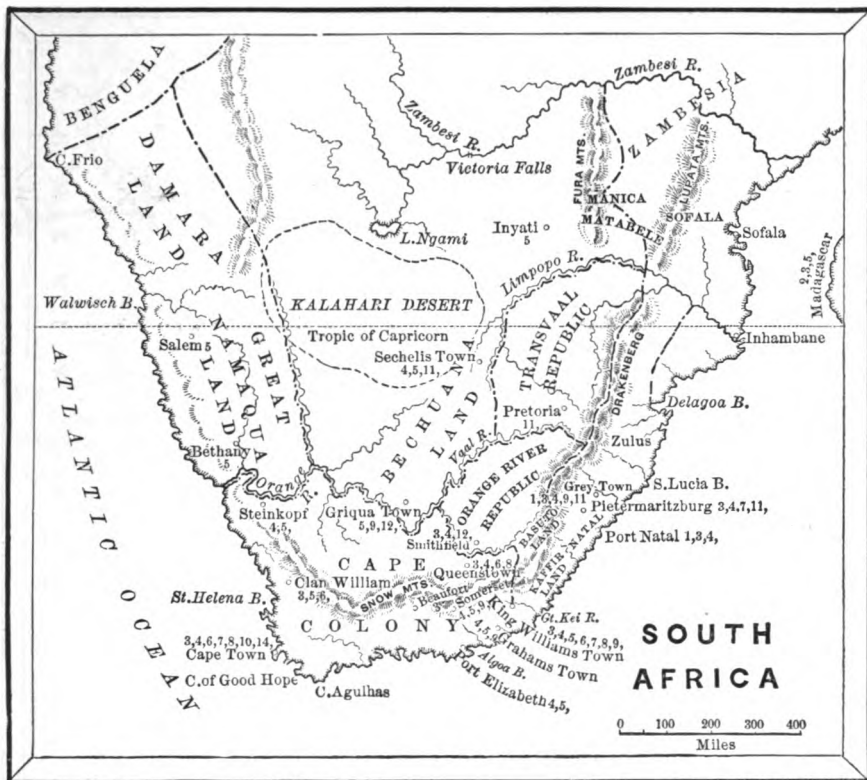 BENGUELA
Zambesi R.
ZAMBESIA
Zambesi R.
C. Frio
Victoria Falls
FURA MTS.
LUPATA MTS.
DAMARA LAND
MANICA
MATABELE
SOFALA
L. Ngami
Inyati
5
Sofala
Limpopo R.
2,3,5,
Madagascar
Walwisch B.
KALAHARI DESERT
Tropic of Capricorn
Salem 5
GREAT NAMAQUA LAND
Sechelis Town
4,5,11,
TRANSVAAL REPUBLIC
Inhambane
DRAKENBERG
ATLANTIC OCEAN
BECHUANA LAND
Pretoria
11
Delagoa B.
Bethany
5
Vaal R.
Zulus
Orange R.
ORANGE RIVER REPUBLIC
Grey Town
1,3,4,9,11
S. Lucia B.
Steinkopf
4,5,
Griqua Town
5,9,12,
Pietermaritzburg 3,4.7,11,
3,4,12,
Smithfield
BASUTO LAND
NATAL
Port Natal 1,3,4,
CAPE COLONY
3,4,6,8
Queenstown
KAFFIR LAND
Clan William
3,5,6,
SNOW MTS.
Beaufort
3
Somerset
4,5,9
St. Helena B.
Gt. Kei R.
King Williams Town
3,4,5,6,7,8,9,
3,4,6,7,8,10,14,
Cape Town
Grahams Town
Algoa B.
Port Elizabeth 4,5,
C. of Good Hope
C. Agulhas
SOUTH
AFRICA
0 100 200 300 400
Miles